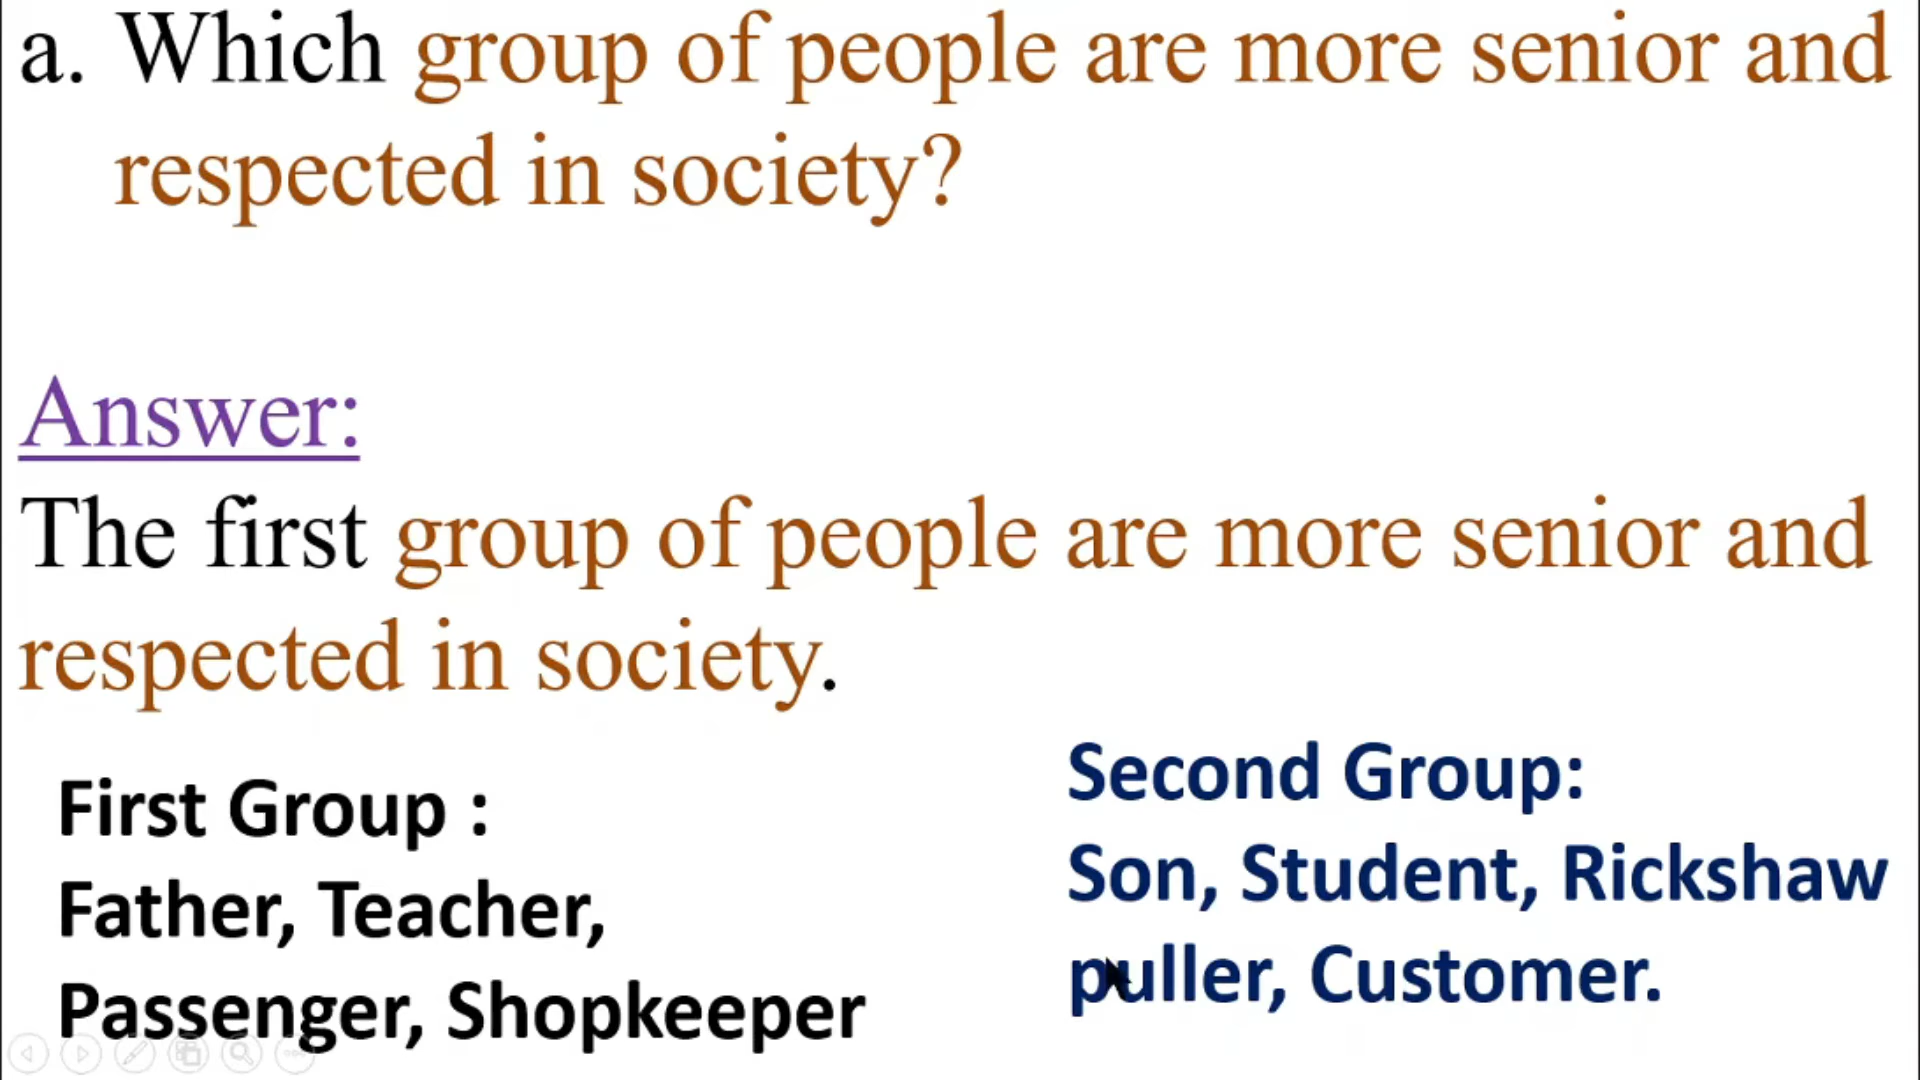 a. Which group of people are more senior and
respected in society?
Answer:
The first group of people are more senior and
respected in society.
First Group :
Father, Teacher,
Passenger, Shopkeeper
Second Group:
Son, Student, Rickshaw
puller, Customer.